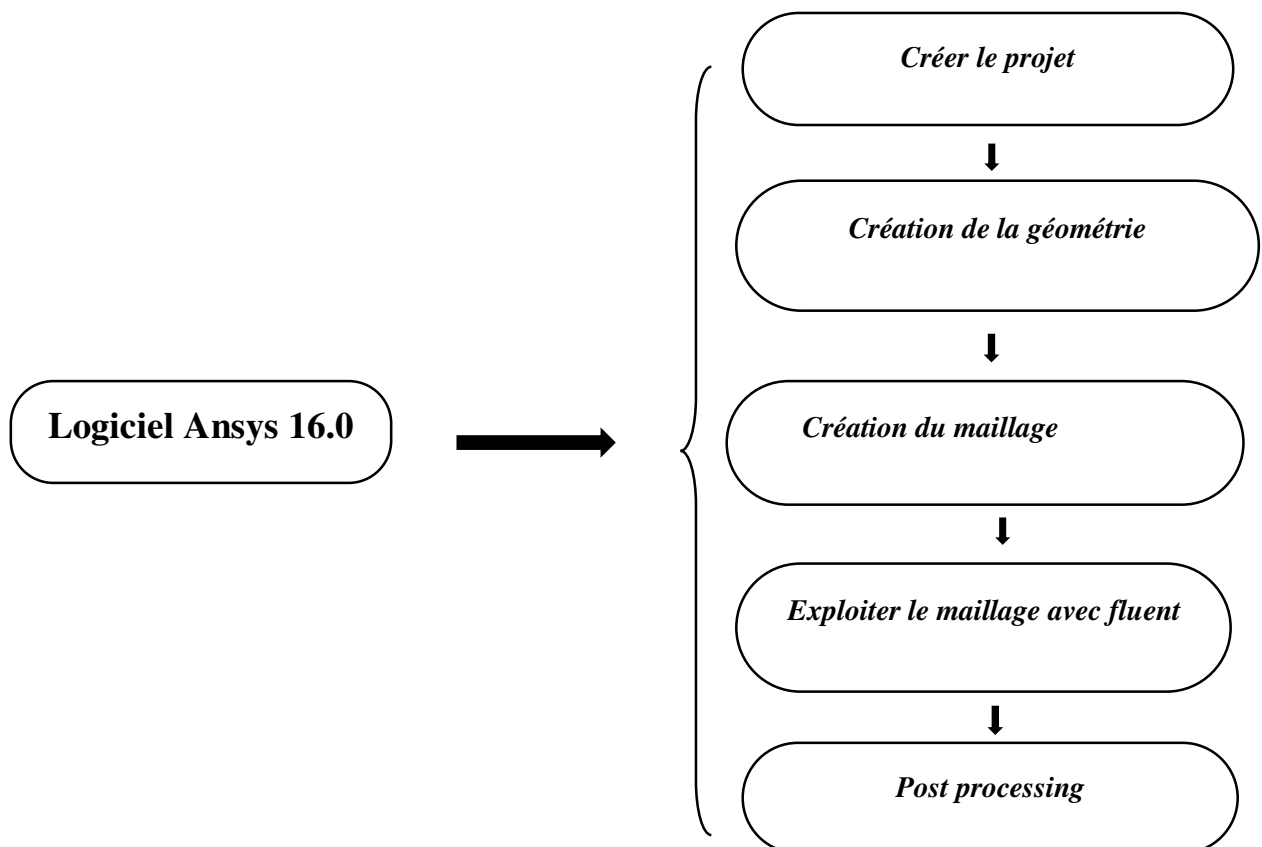 Logiciel Ansys 16.0
Créer le projet
Création de la géométrie
Création du maillage
Exploiter le maillage avec fluent
Post processing